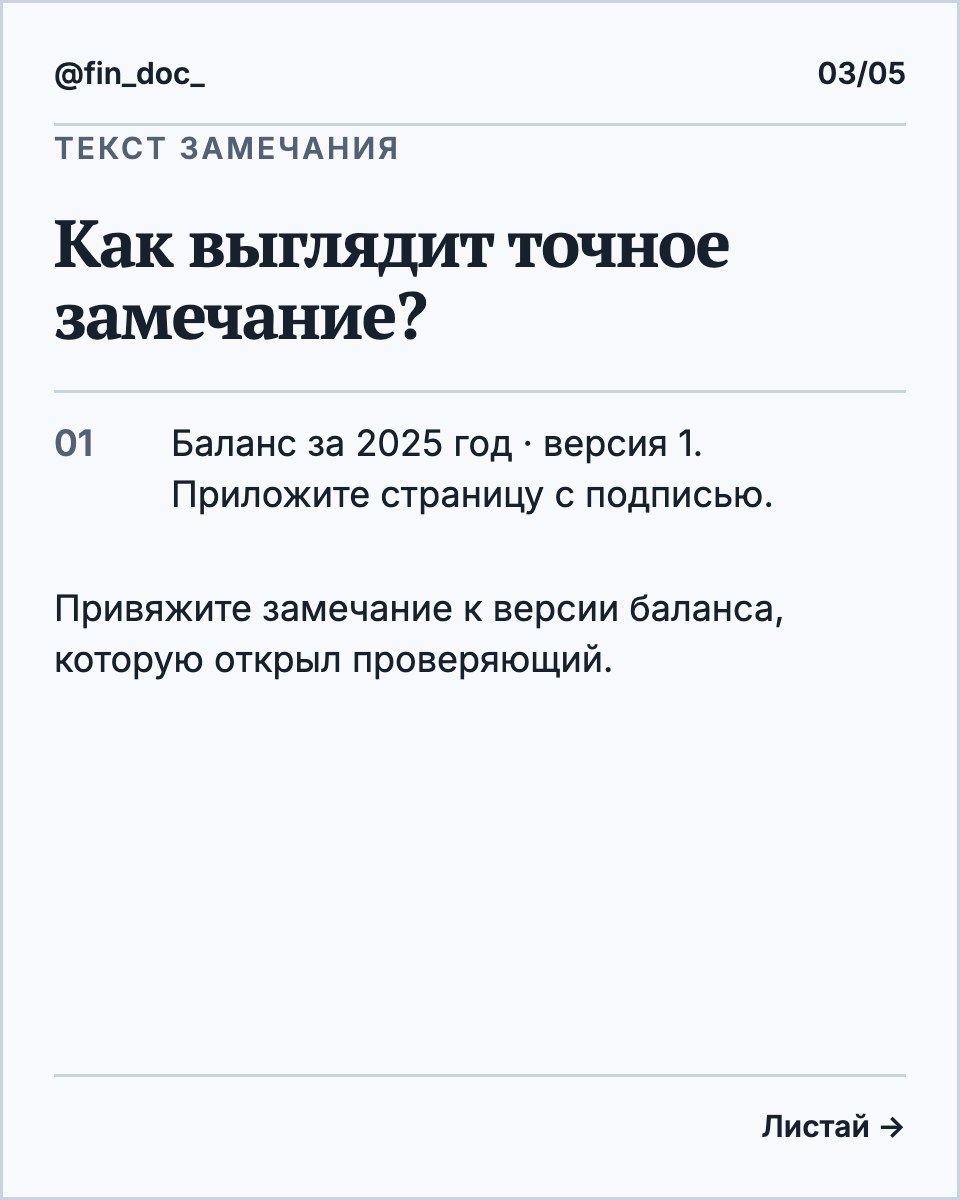 @fin_doc_
03/05
ТЕКСТ ЗАМЕЧАНИЯ
Как выглядит точное
замечание?
01 Баланс за 2025 год · версия 1.
Приложите страницу с подписью.
Привяжите замечание к версии баланса,
которую открыл проверяющий.
Листай →